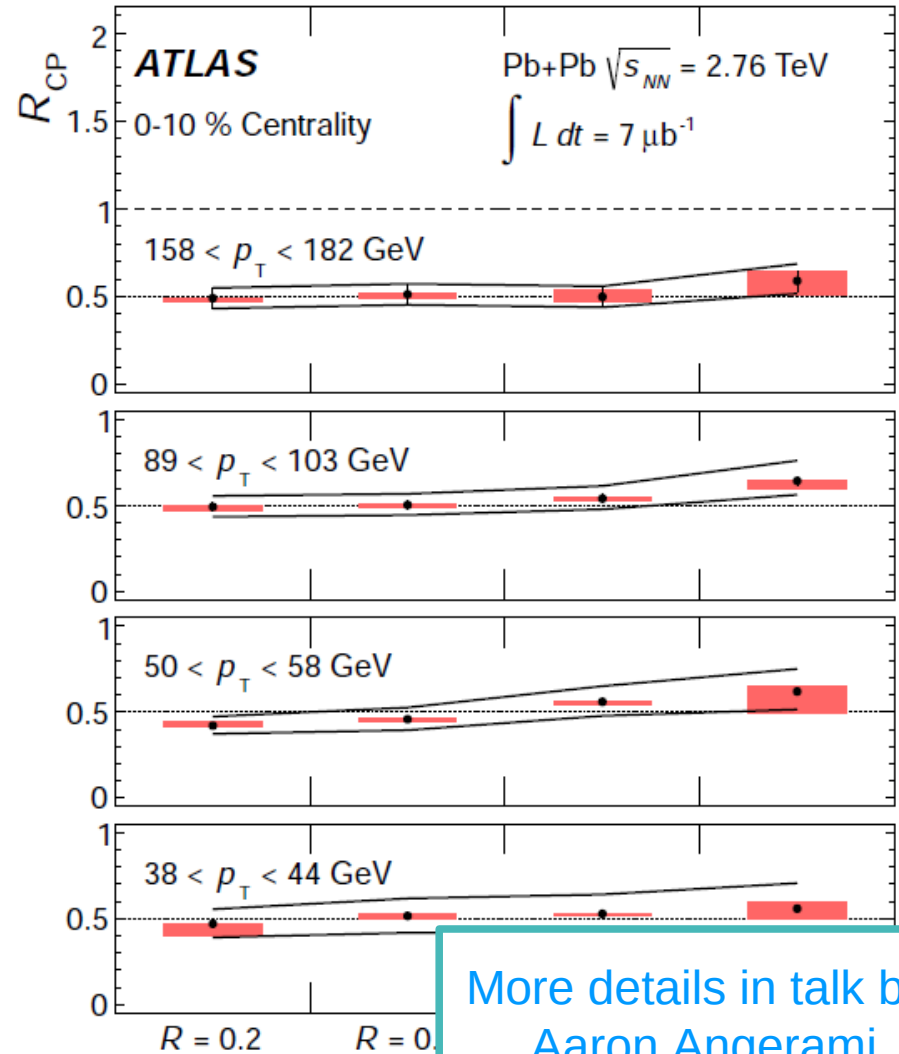 2
R_CP
ATLAS
Pb+Pb √s_NN = 2.76 TeV
1.5
0-10 % Centrality
∫ L dt = 7 μb⁻¹
1
158 < p_T < 182 GeV
0.5
0
1
89 < p_T < 103 GeV
0.5
0
1
50 < p_T < 58 GeV
0.5
0
1
38 < p_T < 44 GeV
0.5
0
R = 0.2 R = 0.
More details in talk b
Aaron Angerami